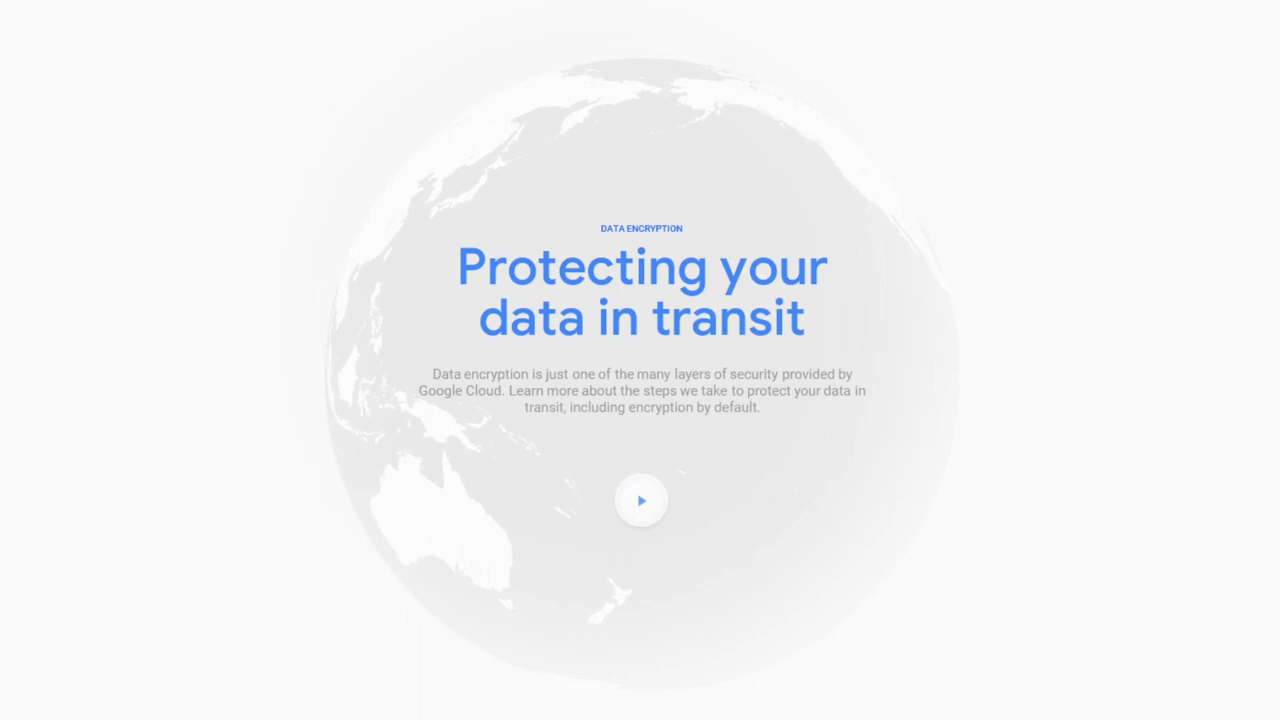 DATA ENCRYPTION
Protecting your
data in transit
Data encryption is just one of the many layers of security provided by
Google Cloud. Learn more about the steps we take to protect your data in
transit, including encryption by default.